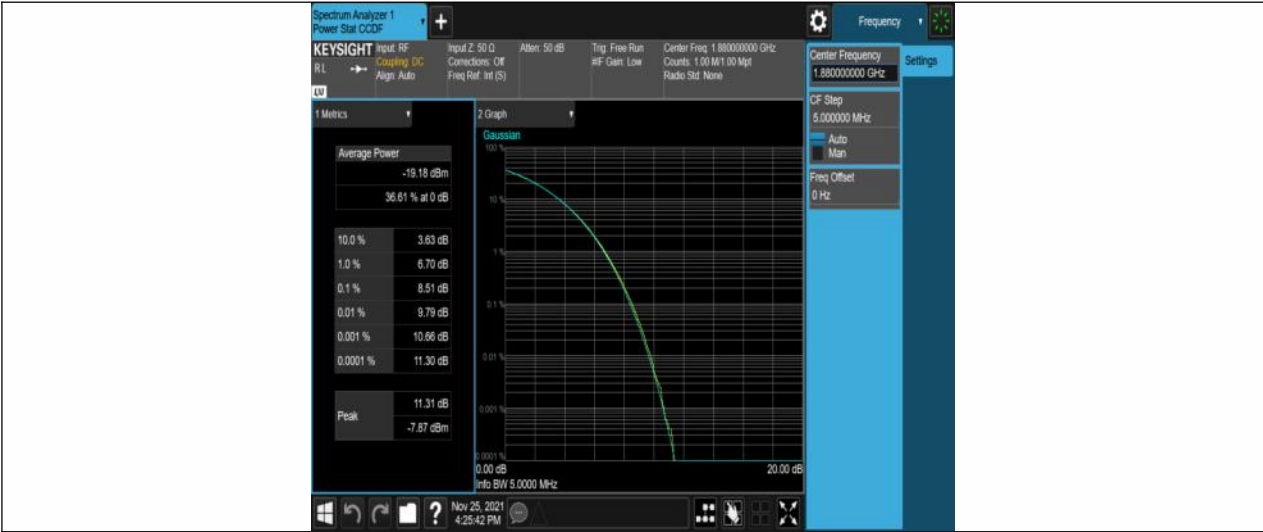 Spectrum Analyzer 1
Power Stat CCDF
Frequency
KEYSIGHT
RL
LW
Input: RF
Coupling: DC
Align: Auto
Input Z: 50 Ω
Corrections: Off
Freq Ref: Int (S)
Atten: 50 dB
Trig: Free Run
#IF Gain: Low
Center Freq: 1.880000000 GHz
Counts: 1.00 M/1.00 Mpt
Radio Std: None
Center Frequency
1.880000000 GHz
Settings
CF Step
5.000000 MHz
Auto
Man
Freq Offset
0 Hz
1 Metrics
Average Power
-19.18 dBm
36.61 % at 0 dB
10.0 % 3.63 dB
1.0 % 6.70 dB
0.1 % 8.51 dB
0.01 % 9.79 dB
0.001 % 10.66 dB
0.0001 % 11.30 dB
Peak
11.31 dB
-7.87 dBm
2 Graph
Gaussian
100 %
10 %
1 %
0.1 %
0.01 %
0.001 %
0.0001 %
0.00 dB 20.00 dB
Info BW 5.0000 MHz
?
Nov 25, 2021
4:25:42 PM